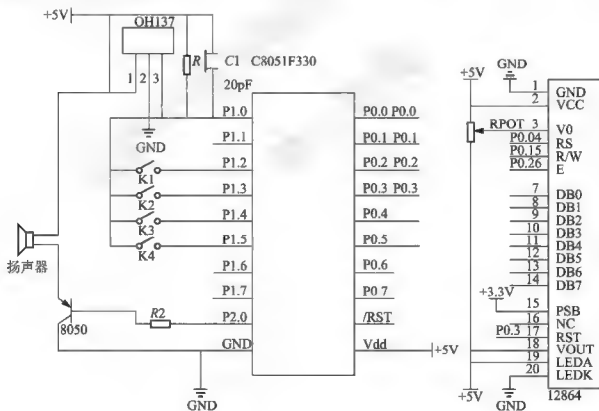 +5V
OH137
1 2 3
R
C1
20pF
C8051F330
GND
P1.0
P1.1
P1.2
P1.3
P1.4
P1.5
P1.6
P1.7
P2.0
GND
K1
K2
K3
K4
扬声器
8050
R2
GND
P0.0 P0.0
P0.1 P0.1
P0.2 P0.2
P0.3 P0.3
P0.4
P0.5
P0.6
P0 7
/RST
Vdd
+5V
GND
+5V
RPOT
1 GND
2 VCC
3 V0
P0.04 RS
P0.15 R/W
P0.26 E
7 DB0
8 DB1
9 DB2
10 DB3
11 DB4
12 DB5
13 DB6
14 DB7
+3.3V
15 PSB
16 NC
P0.3 17 RST
18 VOUT
19 LEDA
20 LEDK
+5V
GND
12864